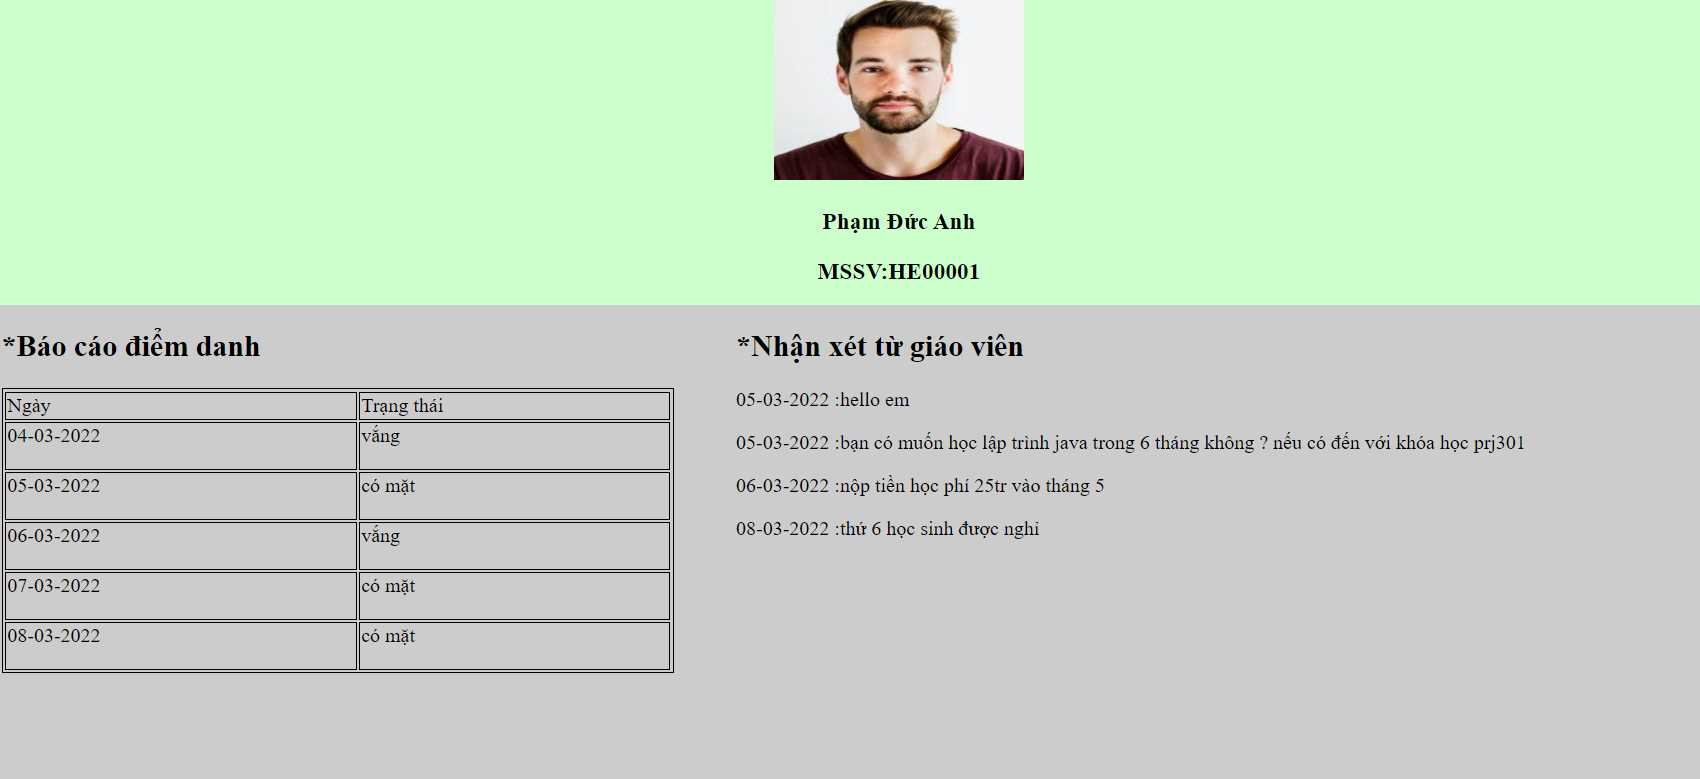 Phạm Đức Anh
MSSV:HE00001
*Báo cáo điểm danh
Ngày Trạng thái
04-03-2022 vắng
05-03-2022 có mặt
06-03-2022 vắng
07-03-2022 có mặt
08-03-2022 có mặt
*Nhận xét từ giáo viên
05-03-2022 :hello em
05-03-2022 :bạn có muốn học lập trình java trong 6 tháng không ? nếu có đến với khóa học prj301
06-03-2022 :nộp tiền học phí 25tr vào tháng 5
08-03-2022 :thứ 6 học sinh được nghỉ